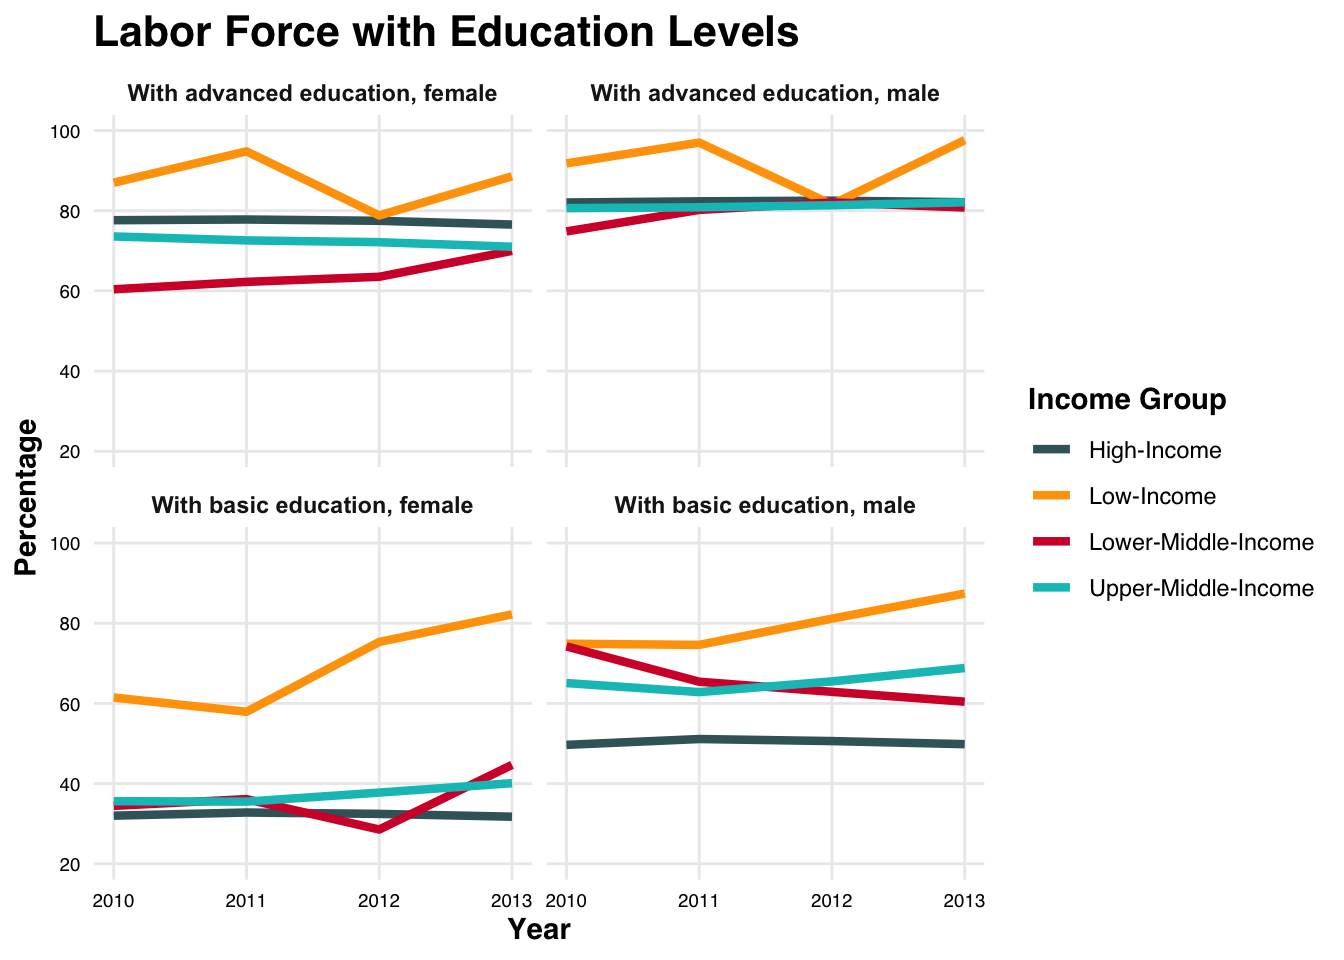 Labor Force with Education Levels
With advanced education, female
With advanced education, male
100
80
60
40
20
With basic education, female
With basic education, male
100
80
60
40
20
2010 2011 2012 2013
2010 2011 2012 2013
Year
Percentage
Income Group
High-Income
Low-Income
Lower-Middle-Income
Upper-Middle-Income